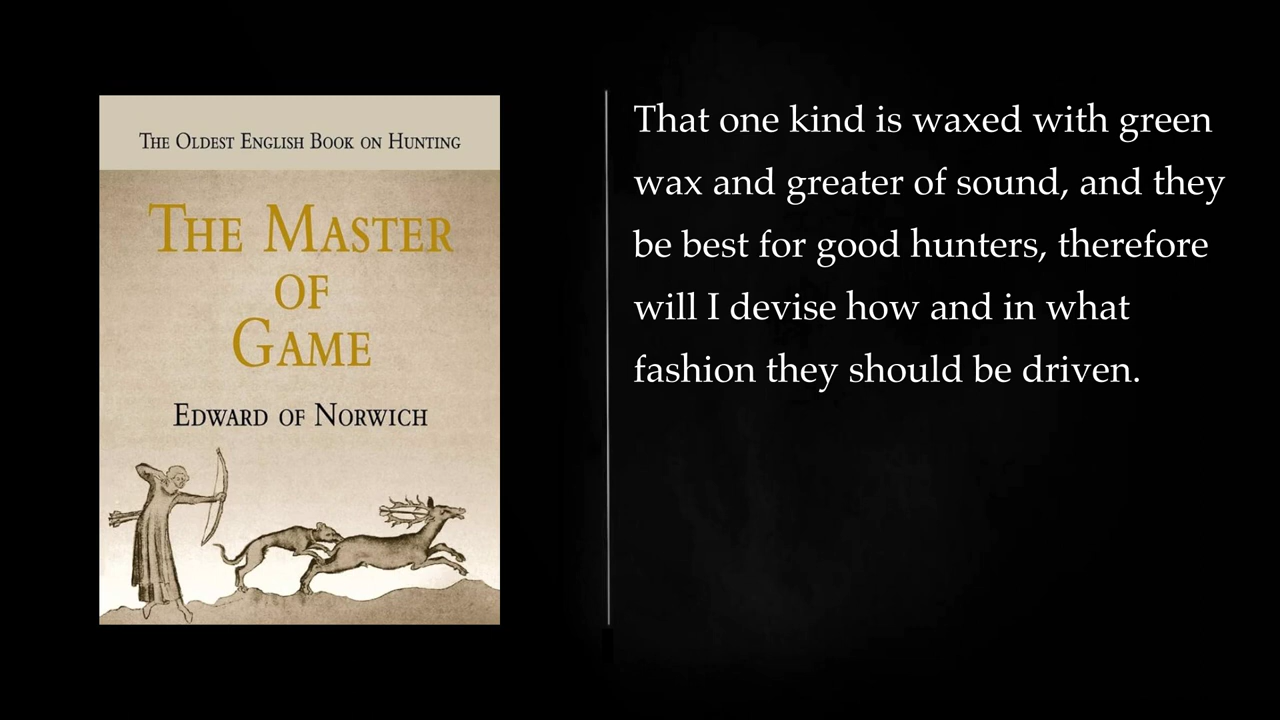 The Oldest English Book on Hunting
The Master
of
Game
Edward of Norwich
That one kind is waxed with green
wax and greater of sound, and they
be best for good hunters, therefore
will I devise how and in what
fashion they should be driven.